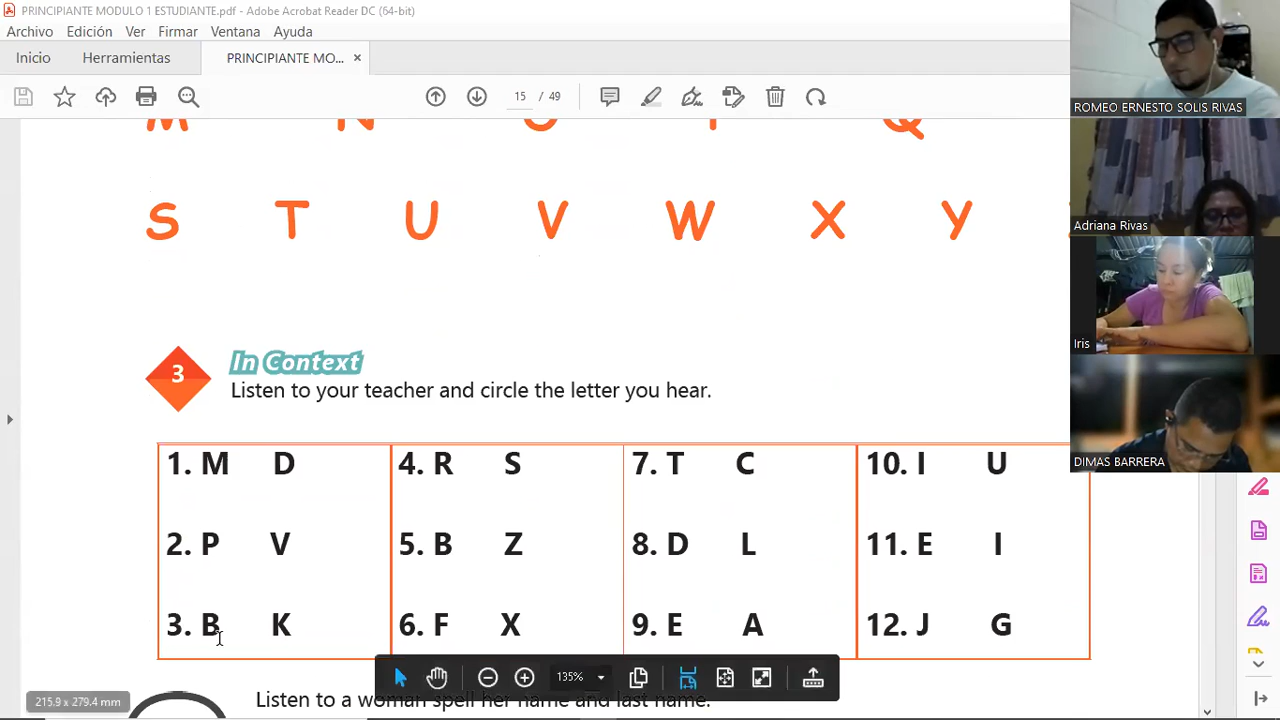 PRINCIPIANTE MODULO 1 ESTUDIANTE.pdf - Adobe Acrobat Reader DC (64-bit)
Archivo Edición Ver Firmar Ventana Ayuda
Inicio Herramientas PRINCIPIANTE MO... ×
15 / 49
M N O P Q
S T U V W X Y
3 In Context
Listen to your teacher and circle the letter you hear.
1. M D 4. R S 7. T C 10. I U
2. P V 5. B Z 8. D L 11. E I
3. B K 6. F X 9. E A 12. J G
135%
Listen to a woman spell her name and last name.
215.9 x 279.4 mm
ROMEO ERNESTO SOLIS RIVAS
Adriana Rivas
Iris
DIMAS BARRERA